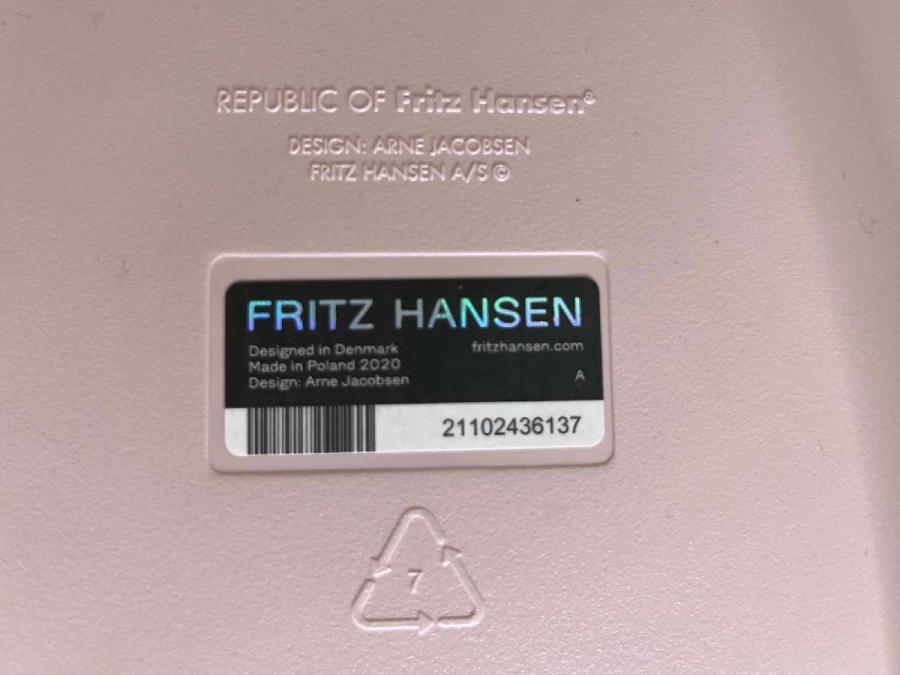 REPUBLIC OF Fritz Hansen®
DESIGN: ARNE JACOBSEN
FRITZ HANSEN A/S ©
FRITZ HANSEN
Designed in Denmark
Made in Poland 2020
Design: Arne Jacobsen
fritzhansen.com
A
21102436137
7